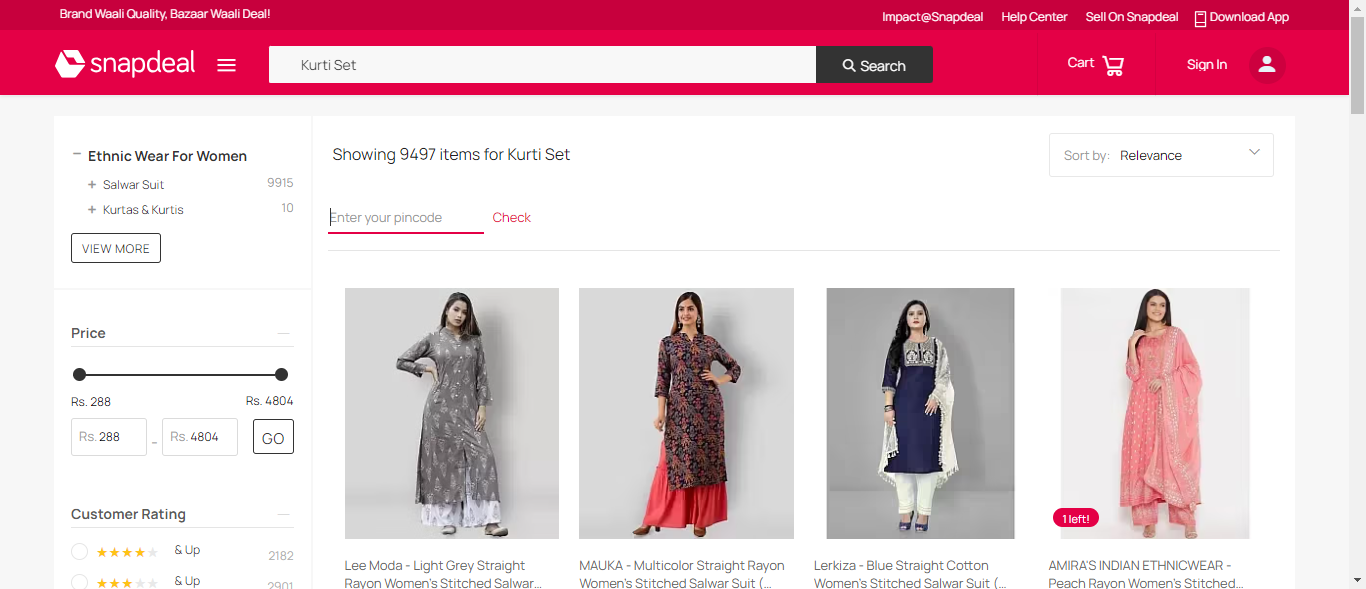 Brand Waali Quality, Bazaar Waali Deal!
Impact@Snapdeal Help Center Sell On Snapdeal Download App
snapdeal
Kurti Set
Search
Cart
Sign In
Ethnic Wear For Women
Salwar Suit 9915
Kurtas & Kurtis 10
VIEW MORE
Price
Rs. 288 Rs. 4804
Rs. 288 - Rs. 4804 GO
Customer Rating
& Up 2182
& Up 2901
Showing 9497 items for Kurti Set
Sort by: Relevance
Enter your pincode Check
1 left!
Lee Moda - Light Grey Straight
Rayon Women's Stitched Salwar...
MAUKA - Multicolor Straight Rayon
Women's Stitched Salwar Suit (...
Lerkiza - Blue Straight Cotton
Women's Stitched Salwar Suit (...
AMIRA'S INDIAN ETHNICWEAR -
Peach Rayon Women's Stitched...